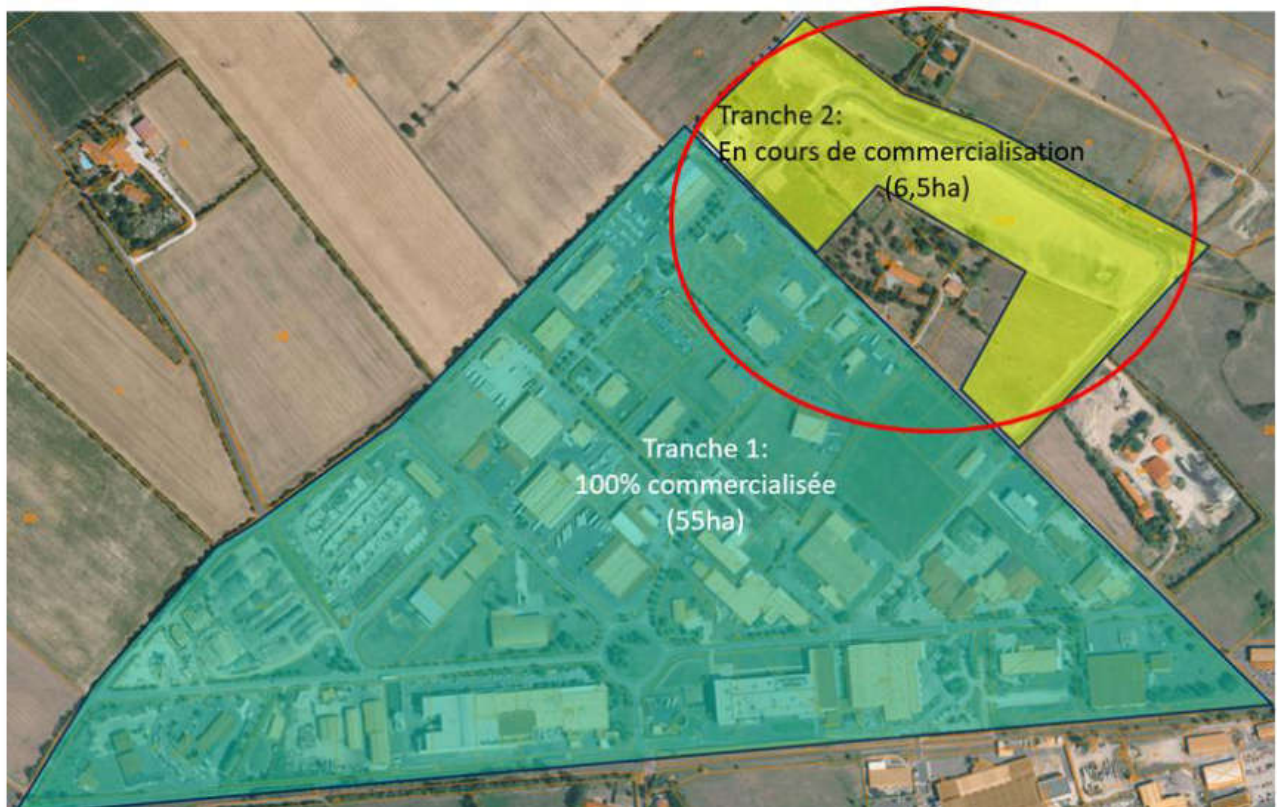 Tranche 2:
En cours de commercialisation
(6,5ha)
Tranche 1:
100% commercialisée
(55ha)